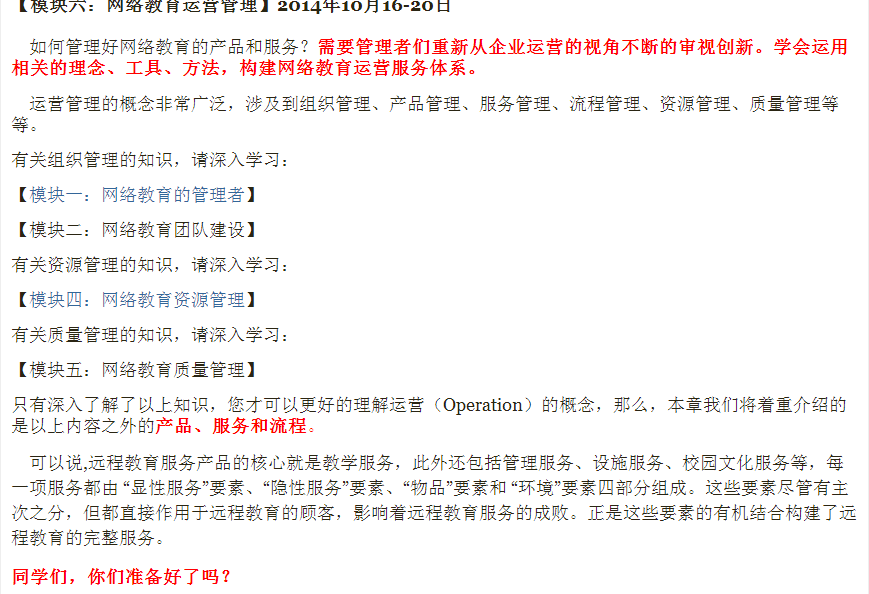 【模块六：网络教育运营管理】2014年10月16-20日
如何管理好网络教育的产品和服务？需要管理者们重新从企业运营的视角不断的审视创新。学会运用
相关的理念、工具、方法，构建网络教育运营服务体系。
运营管理的概念非常广泛，涉及到组织管理、产品管理、服务管理、流程管理、资源管理、质量管理等
等。
有关组织管理的知识，请深入学习：
【模块一：网络教育的管理者】
【模块二：网络教育团队建设】
有关资源管理的知识，请深入学习：
【模块四：网络教育资源管理】
有关质量管理的知识，请深入学习：
【模块五：网络教育质量管理】
只有深入了解了以上知识，您才可以更好的理解运营（Operation）的概念，那么，本章我们将着重介绍的
是以上内容之外的产品、服务和流程。
可以说,远程教育服务产品的核心就是教学服务，此外还包括管理服务、设施服务、校园文化服务等，每
一项服务都由 “显性服务”要素、“隐性服务”要素、“物品”要素和 “环境”要素四部分组成。这些要素尽管有主
次之分，但都直接作用于远程教育的顾客，影响着远程教育服务的成败。正是这些要素的有机结合构建了远
程教育的完整服务。
同学们，你们准备好了吗？